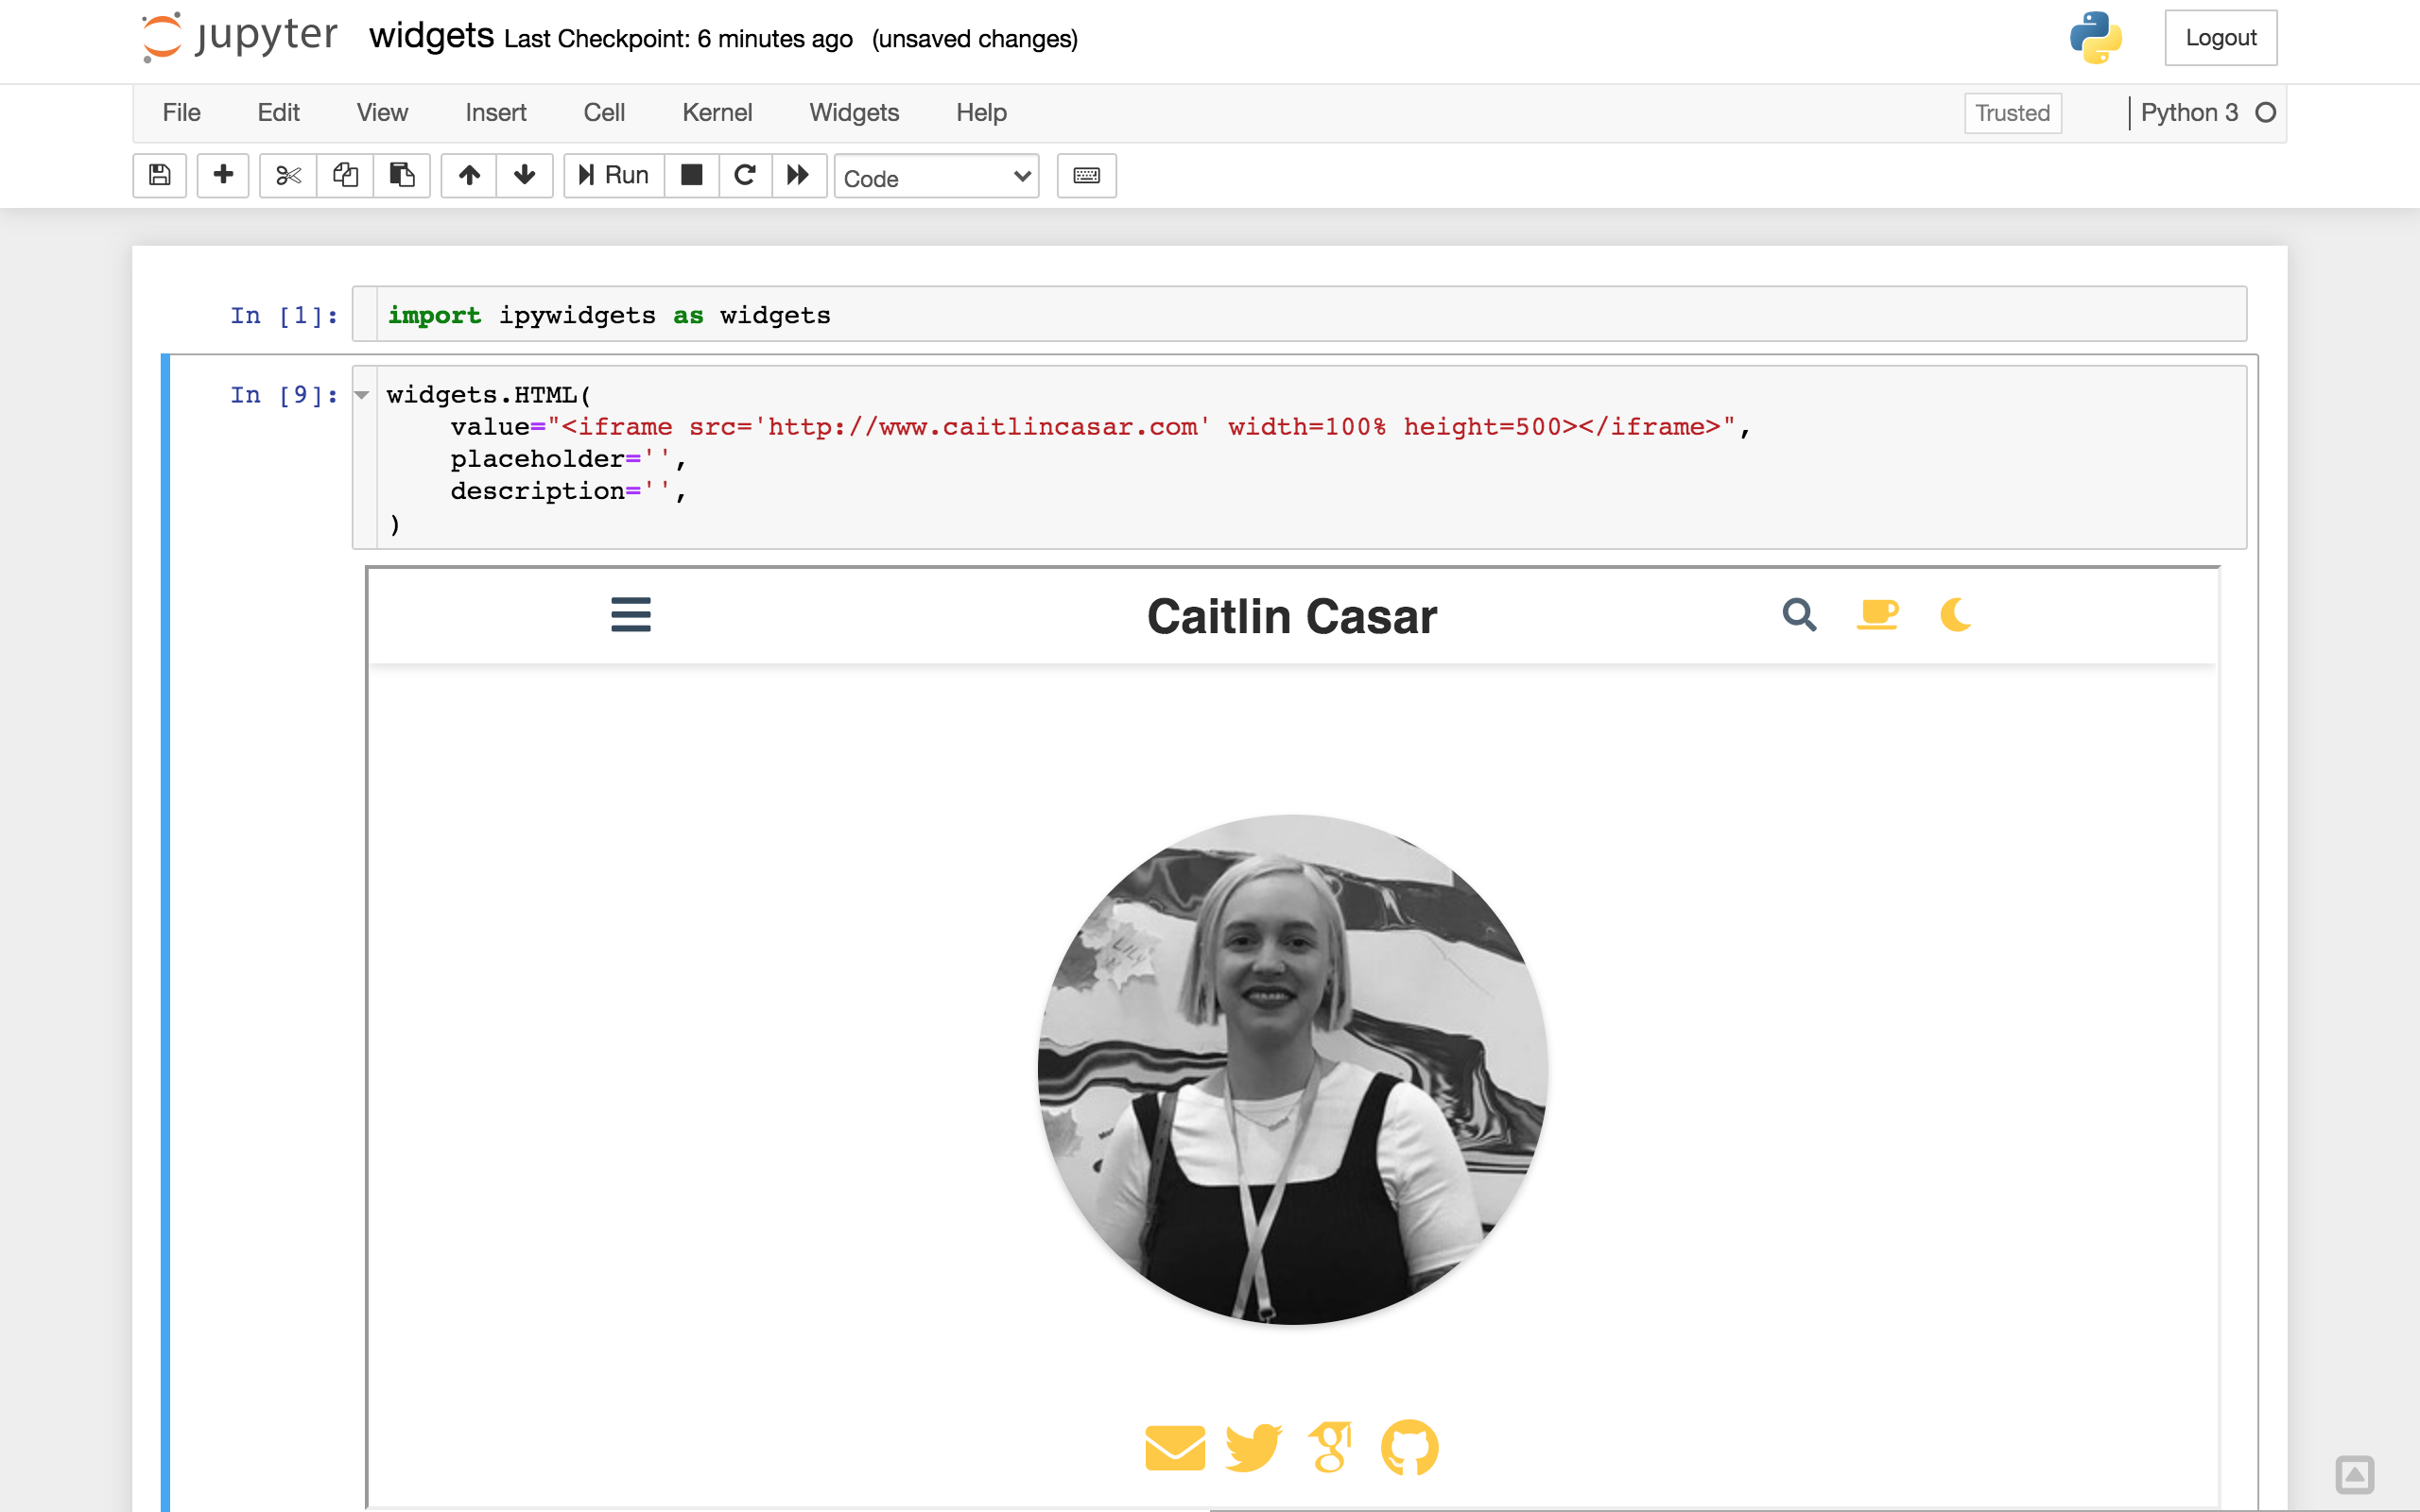 jupyter widgets Last Checkpoint: 6 minutes ago (unsaved changes)
Logout
File Edit View Insert Cell Kernel Widgets Help
Trusted
Python 3
Run
Code
In [1]: import ipywidgets as widgets
In [9]: widgets.HTML(
value="<iframe src='http://www.caitlincasar.com' width=100% height=500></iframe>",
placeholder='',
description='',
)
Caitlin Casar
LILY